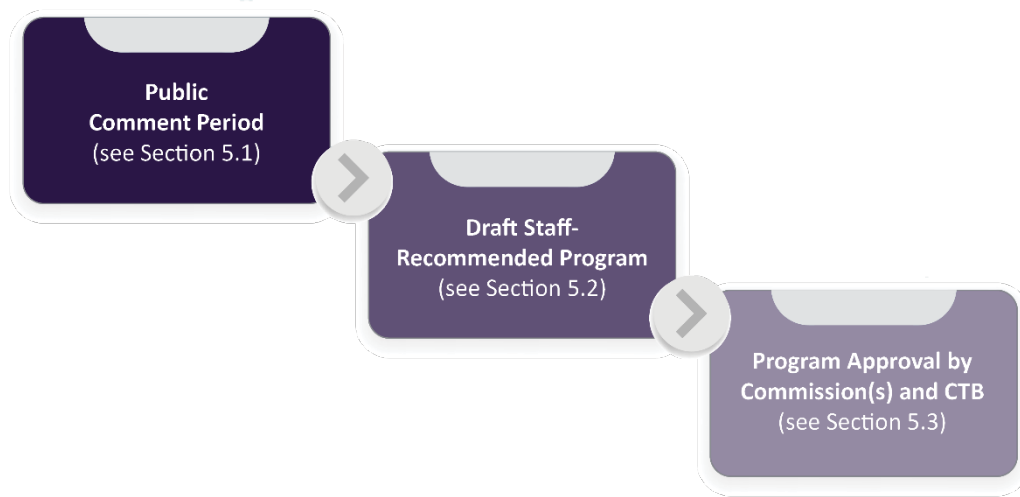 Public
Comment Period
(see Section 5.1)
Draft Staff-
Recommended Program
(see Section 5.2)
Program Approval by
Commission(s) and CTB
(see Section 5.3)